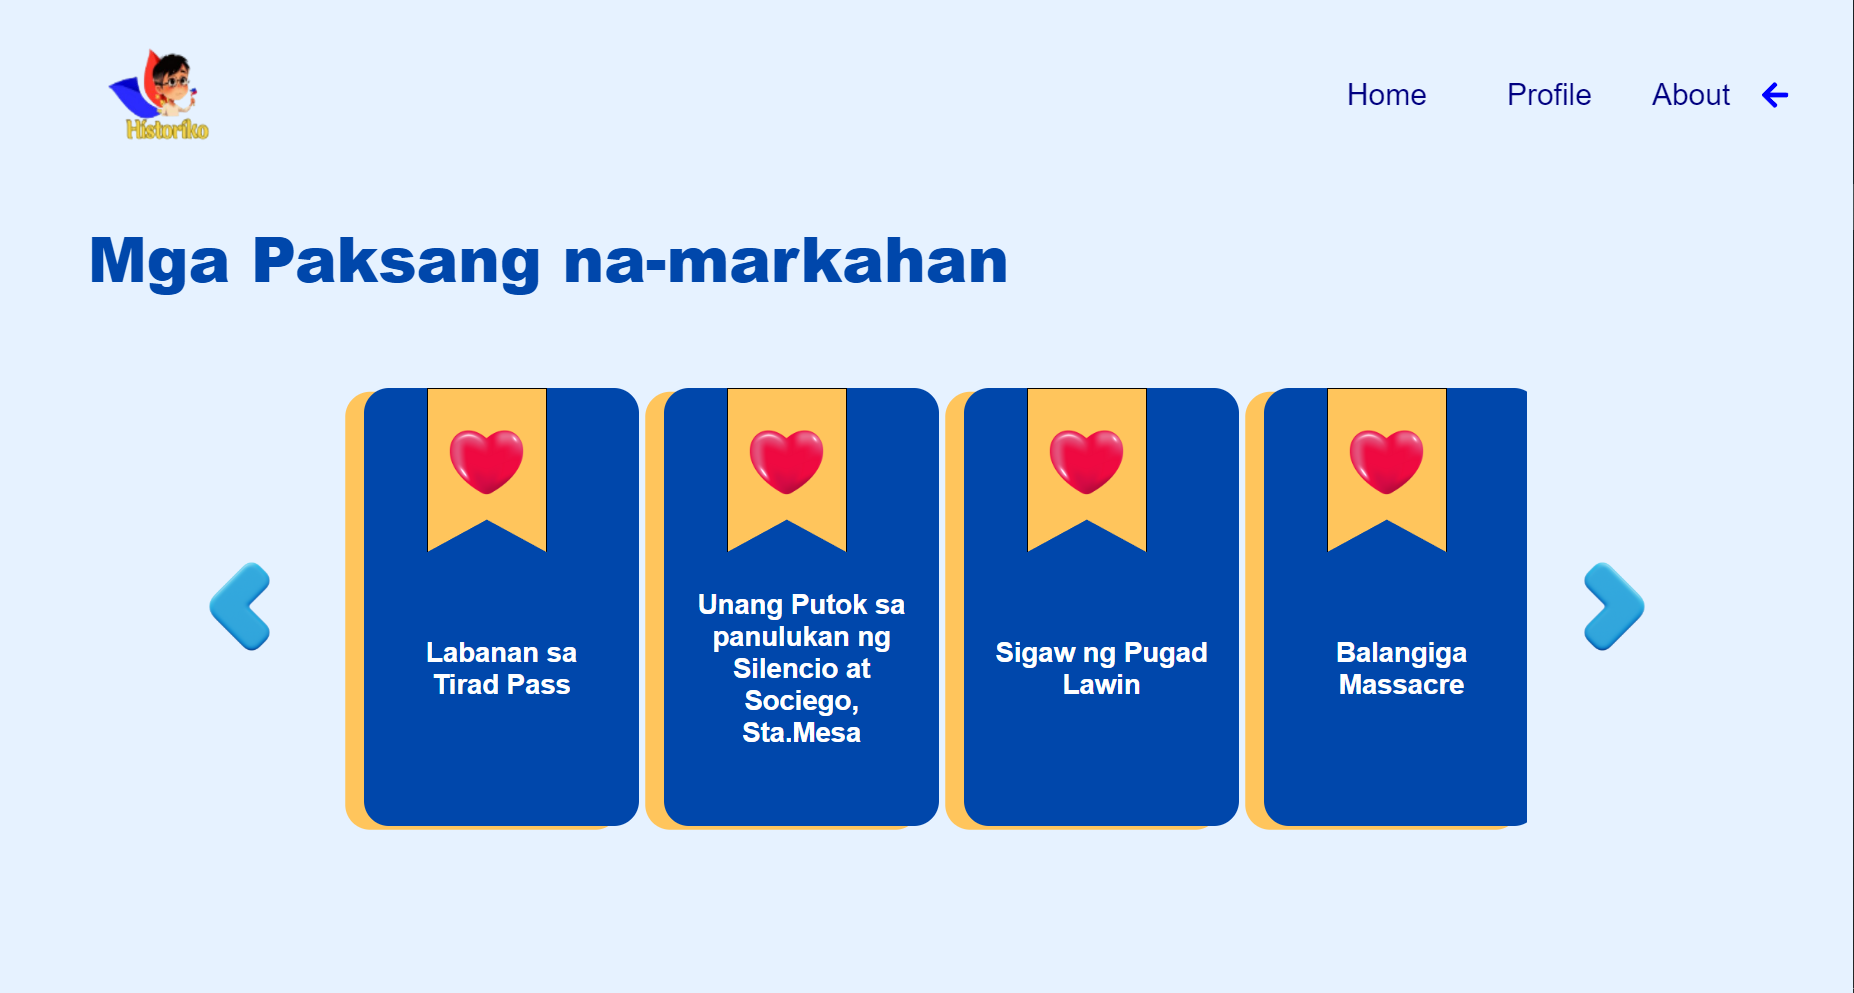 Historiko
Home Profile About
Mga Paksang na-markahan
Labanan sa
Tirad Pass
Unang Putok sa
panulukan ng
Silencio at
Sociego,
Sta.Mesa
Sigaw ng Pugad
Lawin
Balangiga
Massacre